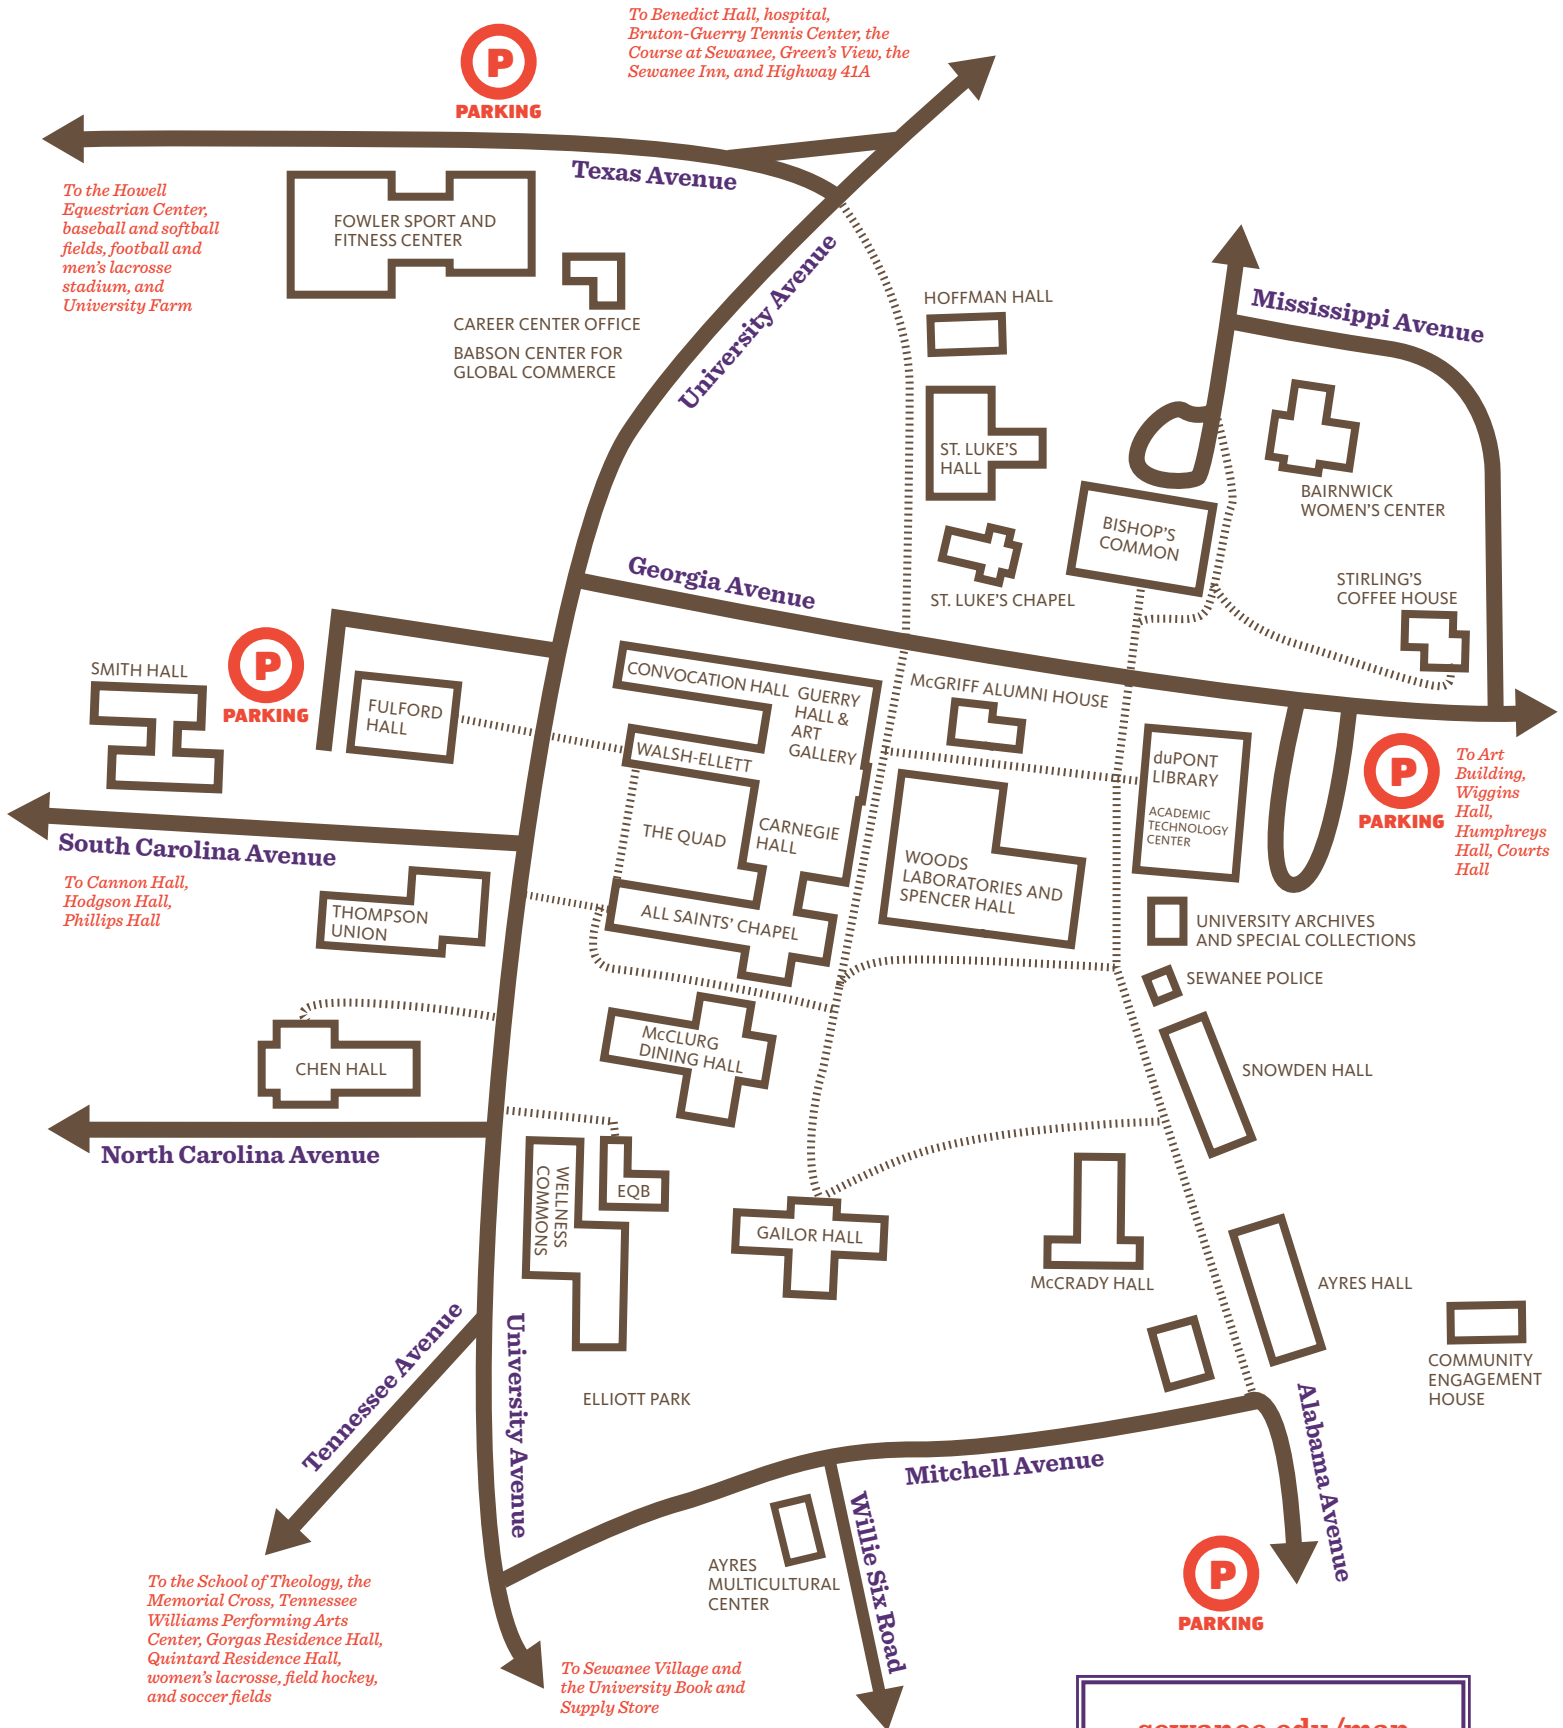 To Benedict Hall, hospital,
Bruton-Guerry Tennis Center, the
Course at Sewanee, Green's View, the
Sewanee Inn, and Highway 41A
P
PARKING
Texas Avenue
To the Howell
Equestrian Center,
baseball and softball
fields, football and
men's lacrosse
stadium, and
University Farm
FOWLER SPORT AND
FITNESS CENTER
CAREER CENTER OFFICE
BABSON CENTER FOR
GLOBAL COMMERCE
University Avenue
HOFFMAN HALL
Mississippi Avenue
ST. LUKE'S
HALL
BAIRNWICK
WOMEN'S CENTER
BISHOP'S
COMMON
ST. LUKE'S CHAPEL
STIRLING'S
COFFEE HOUSE
Georgia Avenue
SMITH HALL
P
PARKING
FULFORD
HALL
CONVOCATION HALL
GUERRY
HALL &
ART
GALLERY
McGRIFF ALUMNI HOUSE
WALSH-ELLETT
duPONT
LIBRARY
ACADEMIC
TECHNOLOGY
CENTER
P
PARKING
To Art
Building,
Wiggins
Hall,
Humphreys
Hall, Courts
Hall
South Carolina Avenue
To Cannon Hall,
Hodgson Hall,
Phillips Hall
THE QUAD
CARNEGIE
HALL
WOODS
LABORATORIES AND
SPENCER HALL
THOMPSON
UNION
ALL SAINTS' CHAPEL
UNIVERSITY ARCHIVES
AND SPECIAL COLLECTIONS
SEWANEE POLICE
McCLURG
DINING HALL
CHEN HALL
SNOWDEN HALL
North Carolina Avenue
WELLNESS
COMMONS
EQB
GAILOR HALL
McCRADY HALL
AYRES HALL
COMMUNITY
ENGAGEMENT
HOUSE
Tennessee Avenue
University Avenue
ELLIOTT PARK
Mitchell Avenue
Alabama Avenue
Willie Six Road
AYRES
MULTICULTURAL
CENTER
P
PARKING
To the School of Theology, the
Memorial Cross, Tennessee
Williams Performing Arts
Center, Gorgas Residence Hall,
Quintard Residence Hall,
women's lacrosse, field hockey,
and soccer fields
To Sewanee Village and
the University Book and
Supply Store
sewanee.edu/map